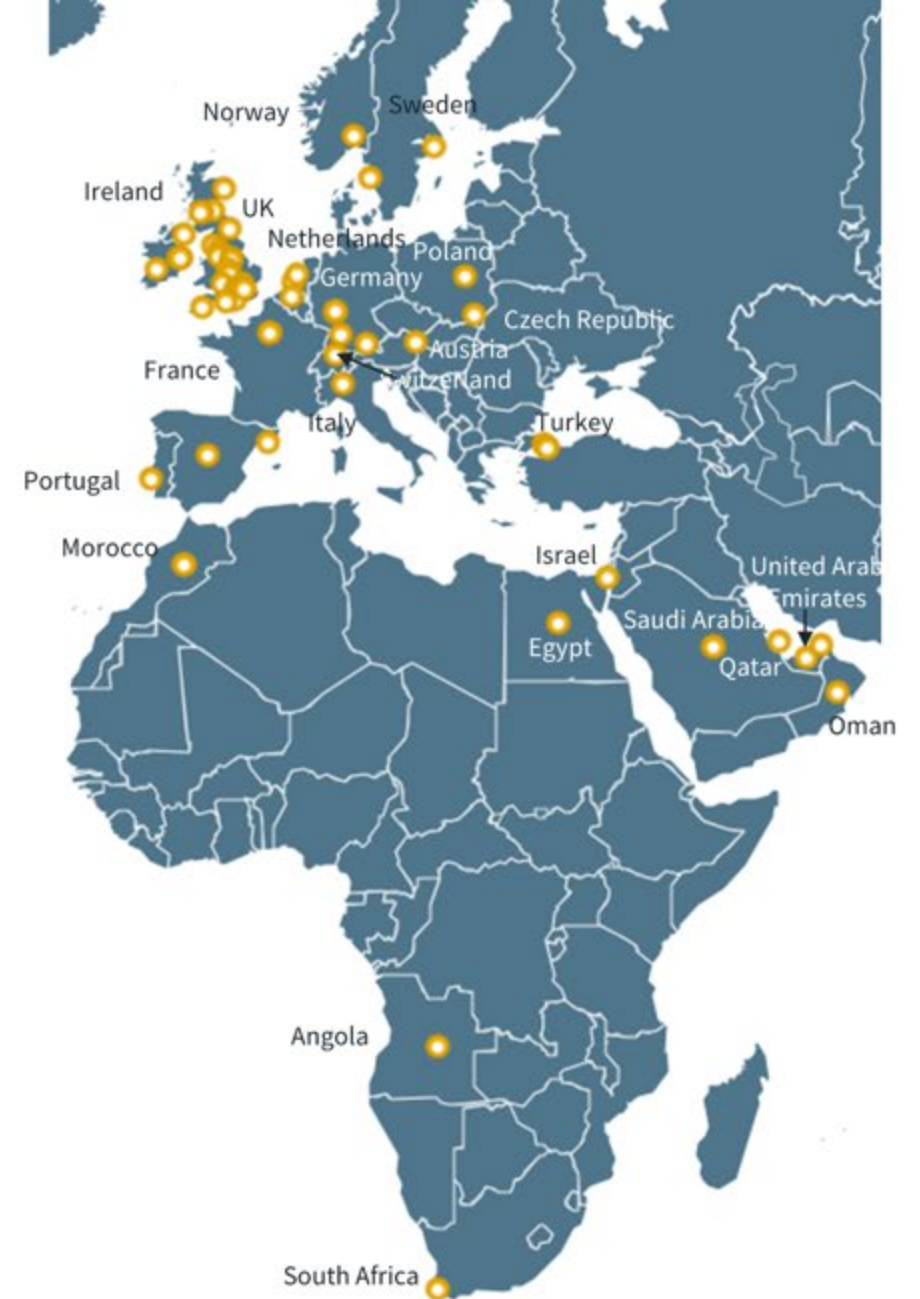 Norway
Sweden
Ireland
UK
Netherlands
Poland
Germany
Czech Republic
Austria
France
Switzerland
Italy
Turkey
Portugal
Morocco
Israel
United Arab
Emirates
Saudi Arabia
Egypt
Qatar
Oman
Angola
South Africa